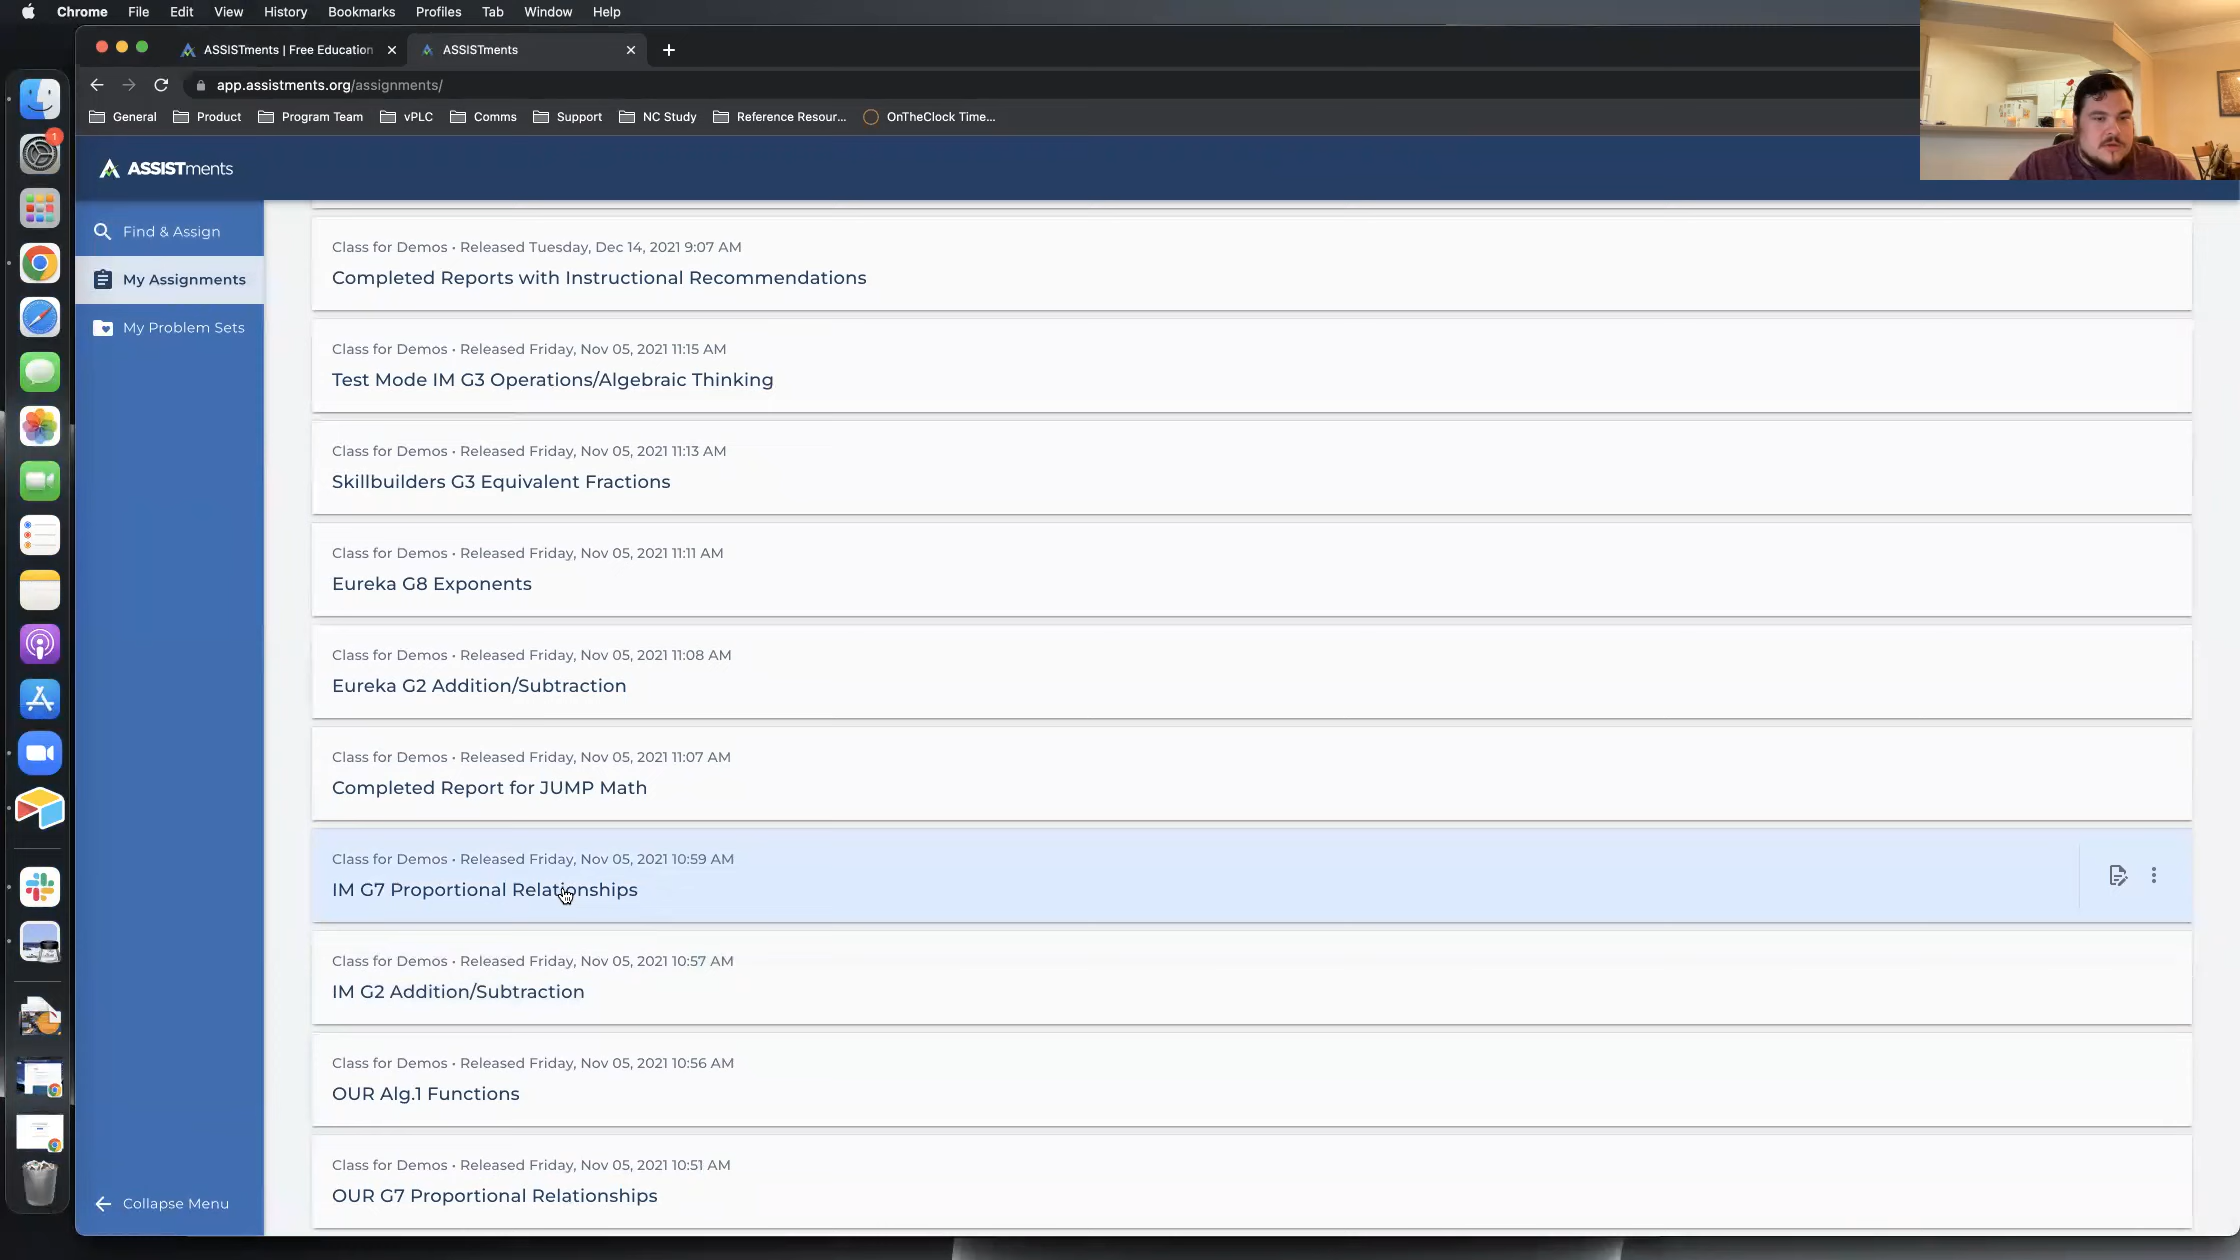 Chrome File Edit View History Bookmarks Profiles Tab Window Help
ASSISTments | Free Education
ASSISTments
app.assistments.org/assignments/
General Product Program Team vPLC Comms Support NC Study Reference Resour... OnTheClock Time...
1
ASSISTments
Find & Assign
My Assignments
My Problem Sets
Class for Demos • Released Tuesday, Dec 14, 2021 9:07 AM
Completed Reports with Instructional Recommendations
Class for Demos • Released Friday, Nov 05, 2021 11:15 AM
Test Mode IM G3 Operations/Algebraic Thinking
Class for Demos • Released Friday, Nov 05, 2021 11:13 AM
Skillbuilders G3 Equivalent Fractions
Class for Demos • Released Friday, Nov 05, 2021 11:11 AM
Eureka G8 Exponents
Class for Demos • Released Friday, Nov 05, 2021 11:08 AM
Eureka G2 Addition/Subtraction
Class for Demos • Released Friday, Nov 05, 2021 11:07 AM
Completed Report for JUMP Math
Class for Demos • Released Friday, Nov 05, 2021 10:59 AM
IM G7 Proportional Relationships
Class for Demos • Released Friday, Nov 05, 2021 10:57 AM
IM G2 Addition/Subtraction
Class for Demos • Released Friday, Nov 05, 2021 10:56 AM
OUR Alg.1 Functions
Class for Demos • Released Friday, Nov 05, 2021 10:51 AM
OUR G7 Proportional Relationships
Collapse Menu